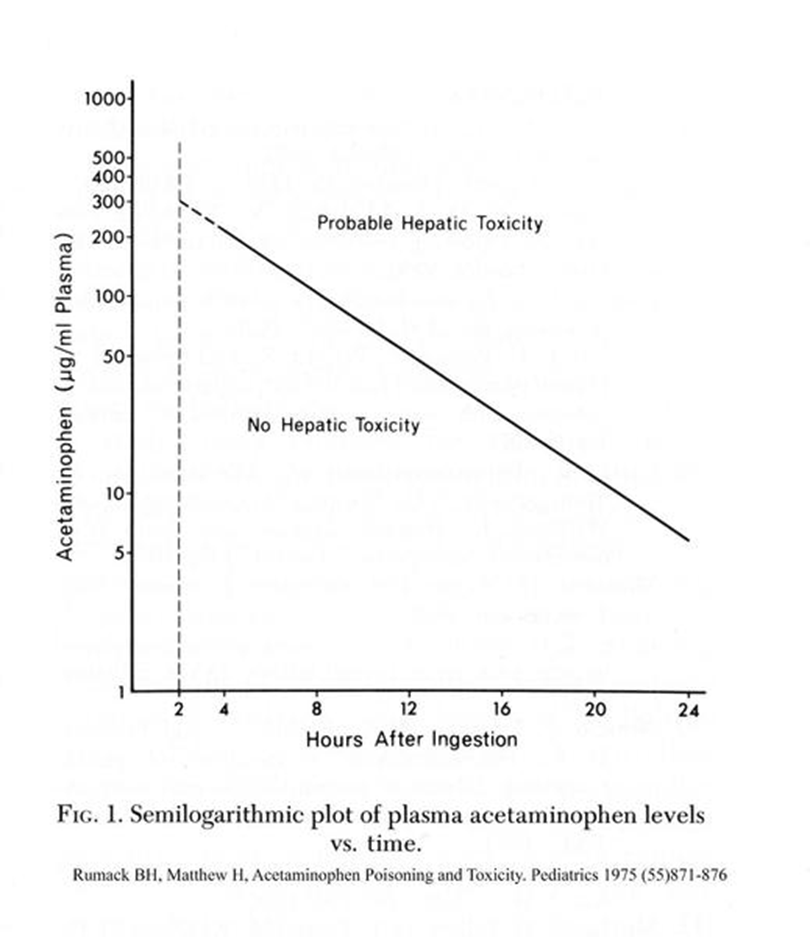 1000
500
400
300
200
100
50
10
5
1
Acetaminophen (µg/ml Plasma)
Probable Hepatic Toxicity
No Hepatic Toxicity
2 4 8 12 16 20 24
Hours After Ingestion
FIG. 1. Semilogarithmic plot of plasma acetaminophen levels
vs. time.
Rumack BH, Matthew H, Acetaminophen Poisoning and Toxicity. Pediatrics 1975 (55)871-876